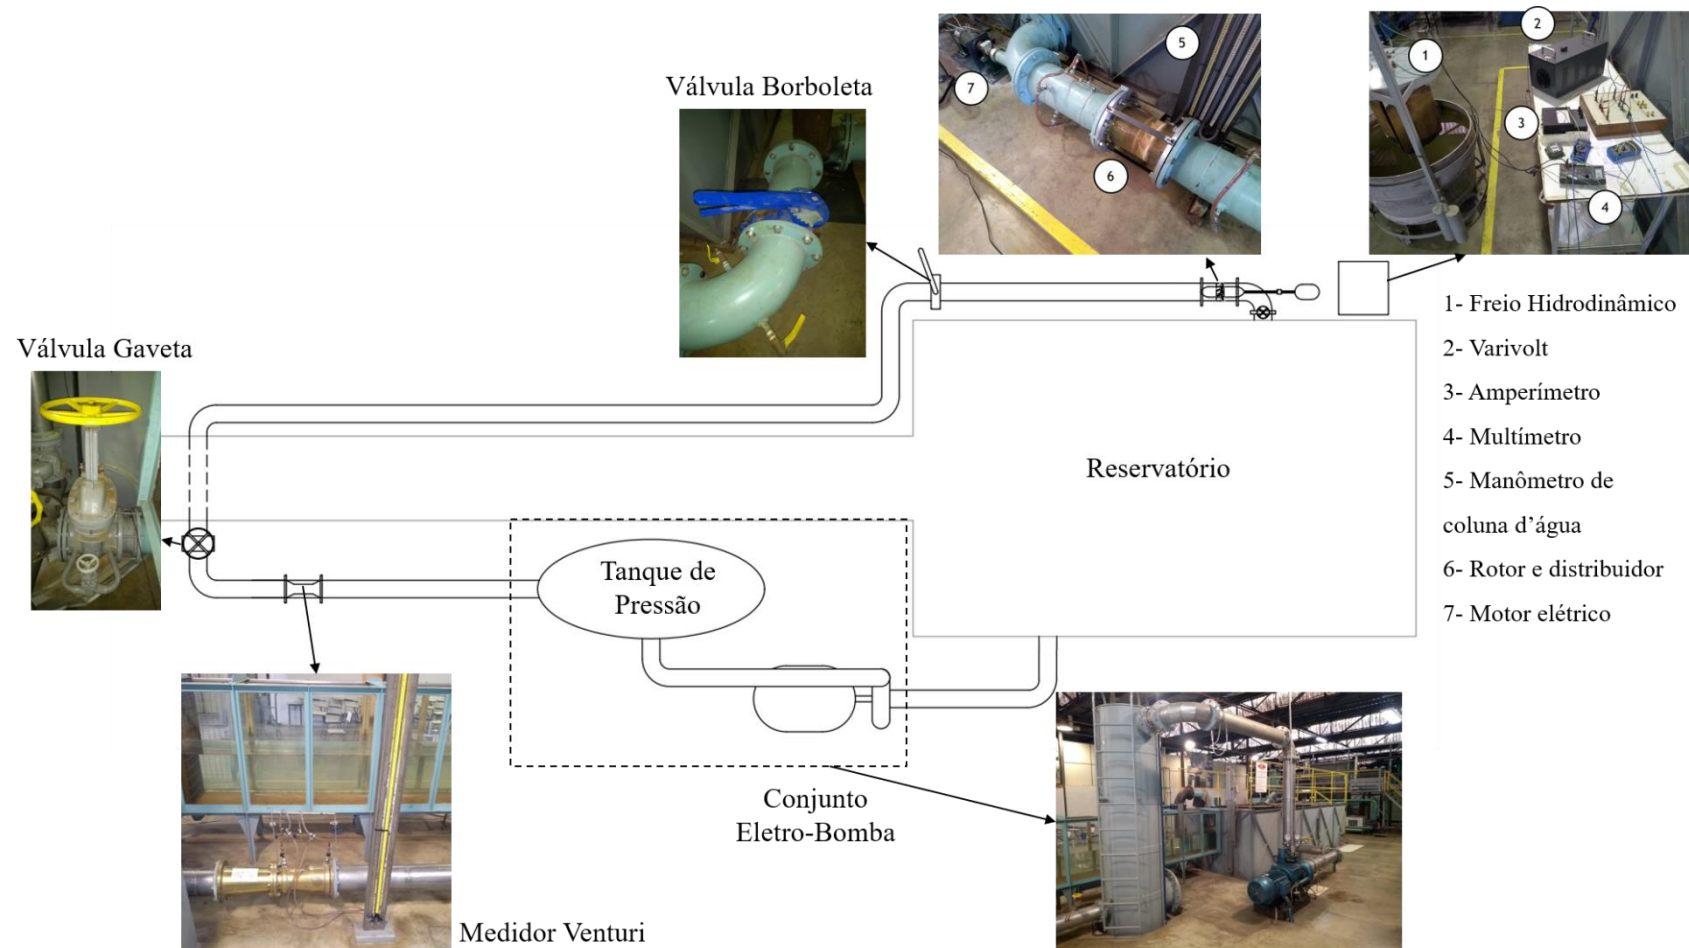 Válvula Borboleta
5
7
6
2
1
3
4
Válvula Gaveta
1- Freio Hidrodinâmico
2- Varivolt
3- Amperímetro
4- Multímetro
5- Manômetro de
coluna d’água
6- Rotor e distribuidor
7- Motor elétrico
Reservatório
Tanque de
Pressão
Conjunto
Eletro-Bomba
Medidor Venturi